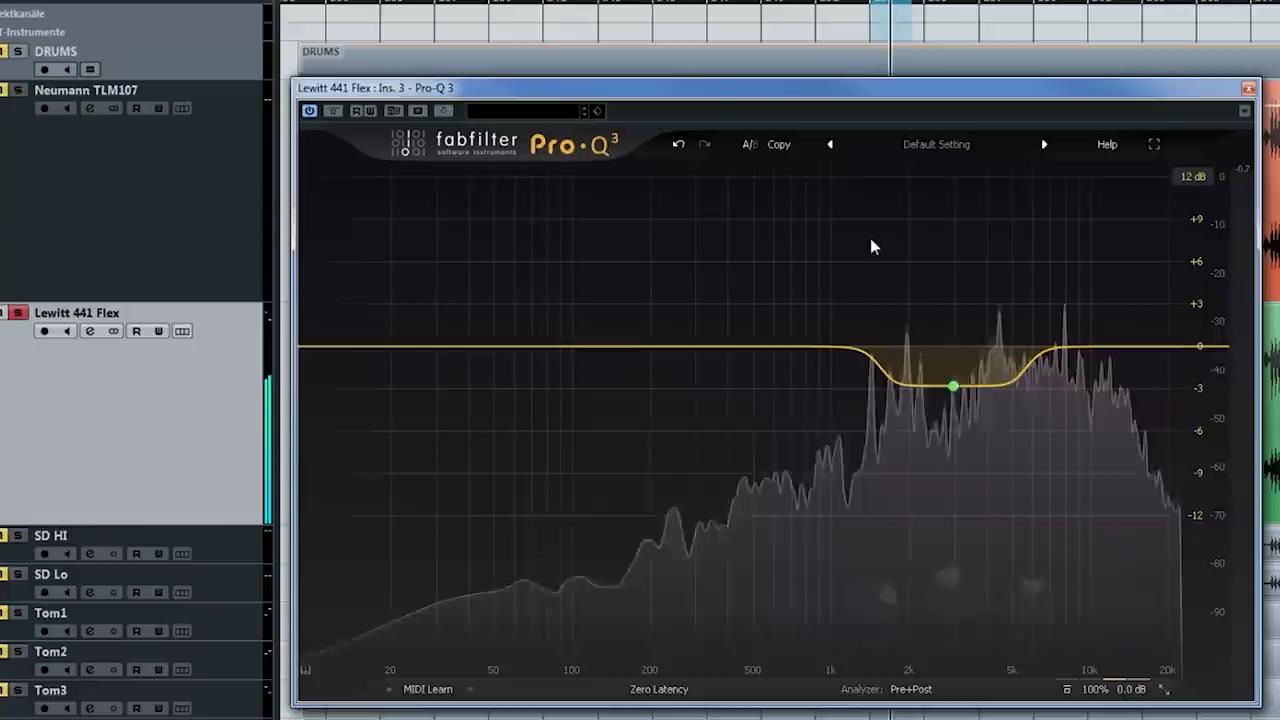 ektkanäle
T-Instrumente
S DRUMS
DRUMS
S Neumann TLM107
R W
S Lewitt 441 Flex
R W
S SD HI
R W
S SD Lo
R W
S Tom1
R W
S Tom2
R W
S Tom3
R W
Lewitt 441 Flex : Ins. 3 - Pro-Q 3
R W
fabfilter
software instruments
Pro·Q3
A/B Copy
Default Setting
Help
12 dB 0 -0.7
+9 -10
+6 -20
+3 -30
0 -40
-3 -50
-6 -60
-9 -70
-12 -80
-90
20 50 100 200 500 1k 2k 5k 10k 20k
MIDI Learn
Zero Latency
Analyzer: Pre+Post
100% 0.0 dB